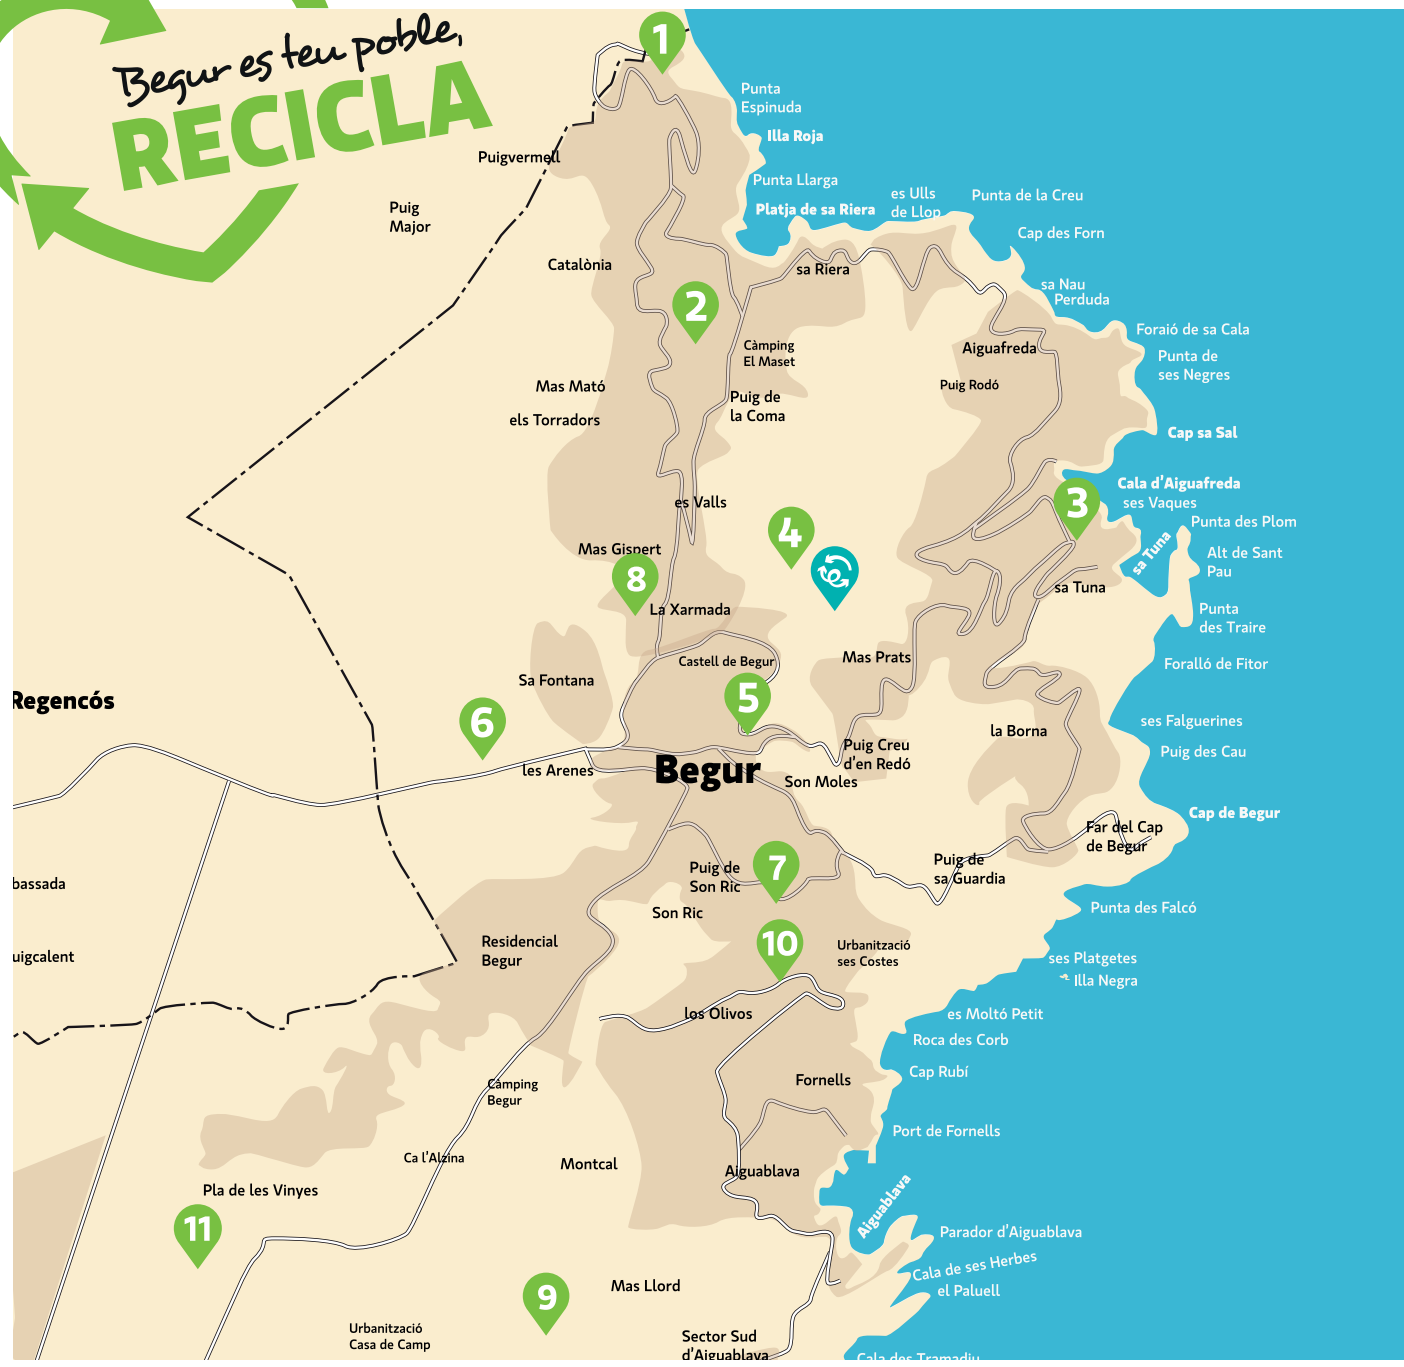 Begur es teu poble,
RECICLA
1
Punta
Espinuda
Illa Roja
Puigvermell
Punta Llarga
Platja de sa Riera
es Ulls
de Llop
Punta de la Creu
Puig
Major
Cap des Forn
Catalònia
sa Riera
sa Nau
Perduda
2
Foraió de sa Cala
Càmping
El Maset
Aiguafreda
Punta de
ses Negres
Mas Mató
Puig Rodó
Puig de
la Coma
els Torradors
Cap sa Sal
Cala d'Aiguafreda
ses Vaques
3
es Valls
Punta des Plom
4
sa Tuna
Alt de Sant
Pau
Mas Gispert
8
sa Tuna
La Xarmada
Punta
des Traire
Castell de Begur
Mas Prats
Foralló de Fitor
Sa Fontana
Regencós
5
6
ses Falguerines
la Borna
Puig Creu
d'en Redó
Puig des Cau
les Arenes
Begur
Son Moles
Cap de Begur
Far del Cap
de Begur
7
Puig de
Son Ric
Puig de
sa Guardia
bassada
Son Ric
Punta des Falcó
10
Residencial
Begur
Urbanització
ses Costes
uigcalent
ses Platgetes
Illa Negra
los Olivos
es Moltó Petit
Roca des Corb
Cap Rubí
Fornells
Càmping
Begur
Port de Fornells
Ca l'Alzina
Montcal
Aiguablava
Pla de les Vinyes
Aiguablava
11
Parador d'Aiguablava
Cala de ses Herbes
el Paluell
Mas Llord
9
Urbanització
Casa de Camp
Sector Sud
d'Aiguablava
Cala des Tramadiu